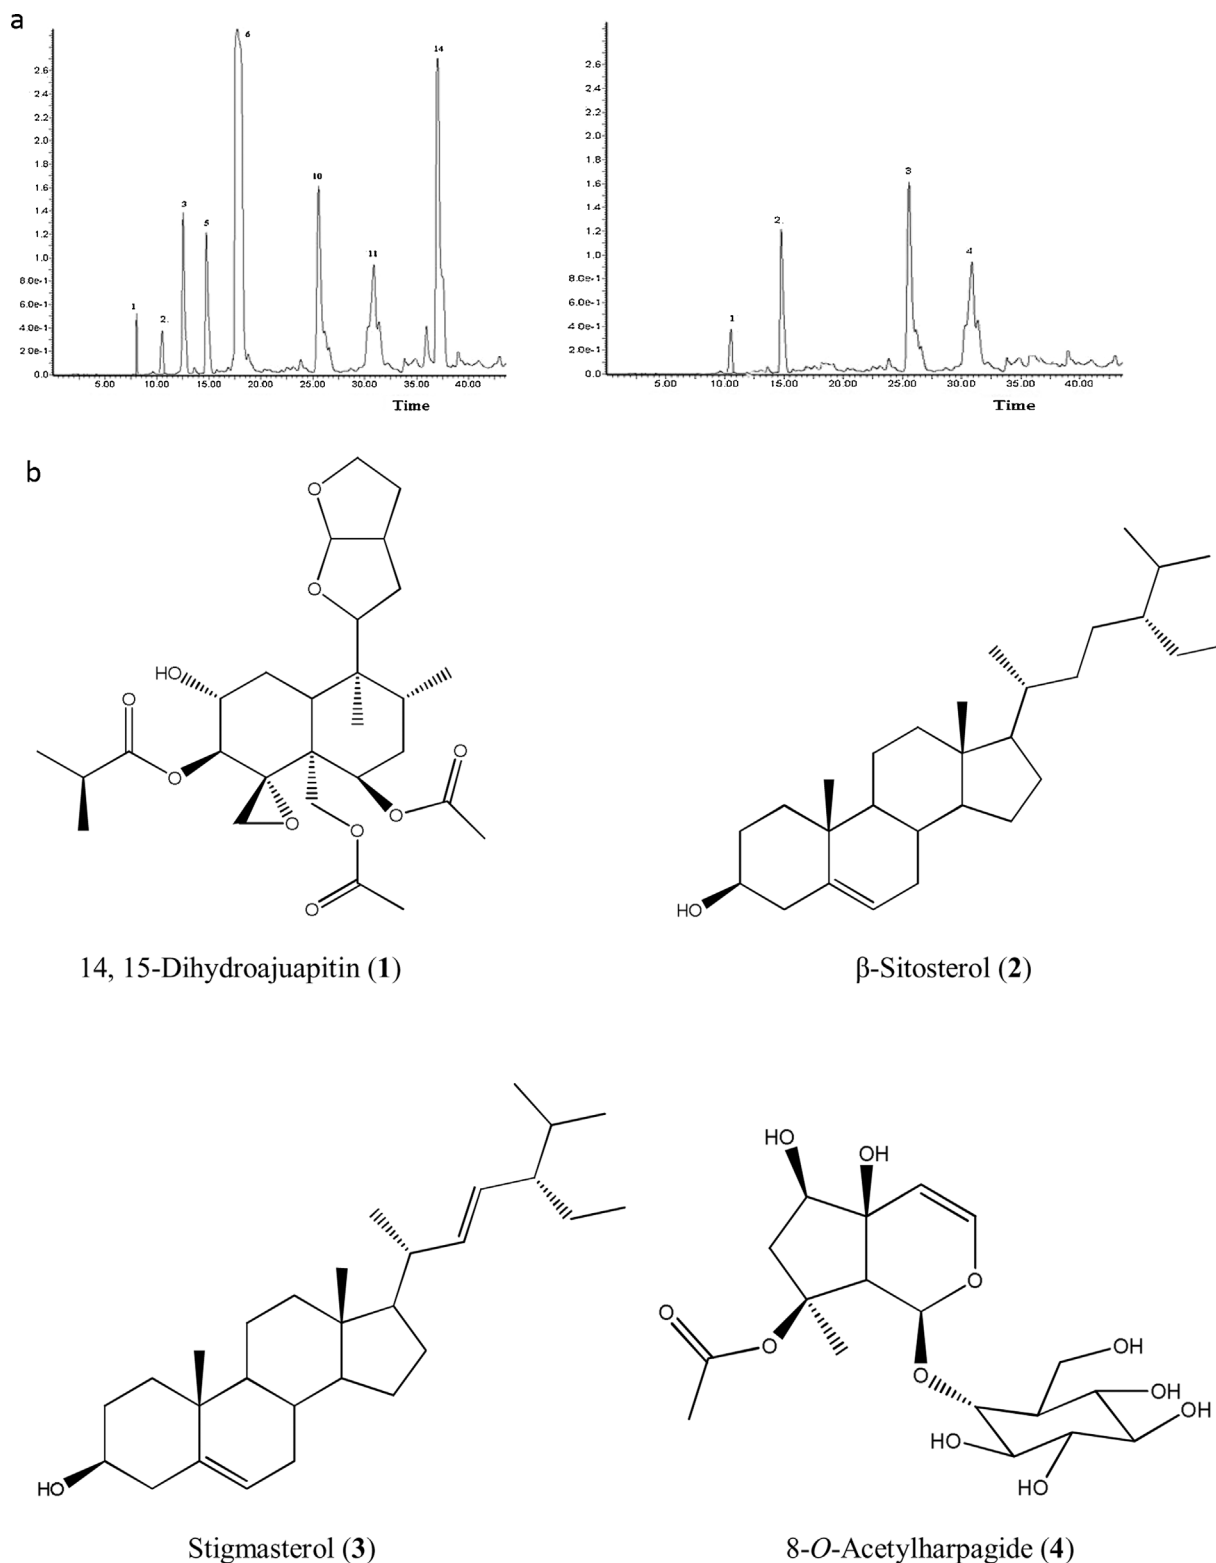 a
6
14
2.6
2.4
2.2
2.0
1.8
1.6
1.4
1.2
1.0
8.0e-1
6.0e-1
4.0e-1
2.0e-1
0.0
10
3
5
11
1
2.
5.00 10.00 15.00 20.00 25.00 30.00 35.00 40.00
Time
2.6
2.4
2.2
2.0
1.8
1.6
1.4
1.2
1.0
8.0e-1
6.0e-1
4.0e-1
2.0e-1
0.0
3
2.
4
1
5.00 10.00 15.00 20.00 25.00 30.00 35.00 40.00
Time
b
O
O
HO
O
O
O
O
O
O
O
14, 15-Dihydroajuapitin (1)
HO
β-Sitosterol (2)
HO
Stigmasterol (3)
HO
OH
O
O
O
O
OH
OH
OH
HO
HO
8-O-Acetylharpagide (4)